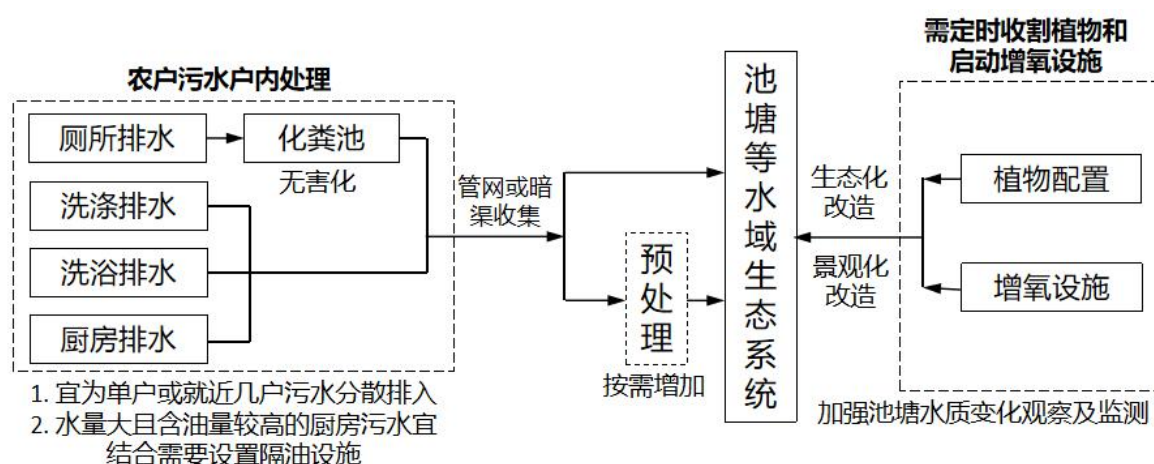 农户污水户内处理
厕所排水
化粪池
无害化
洗涤排水
洗浴排水
厨房排水
1. 宜为单户或就近几户污水分散排入
2. 水量大且含油量较高的厨房污水宜
结合需要设置隔油设施
管网或暗
渠收集
预处理
按需增加
池塘等水域生态系统
生态化
改造
景观化
改造
需定时收割植物和
启动增氧设施
植物配置
增氧设施
加强池塘水质变化观察及监测